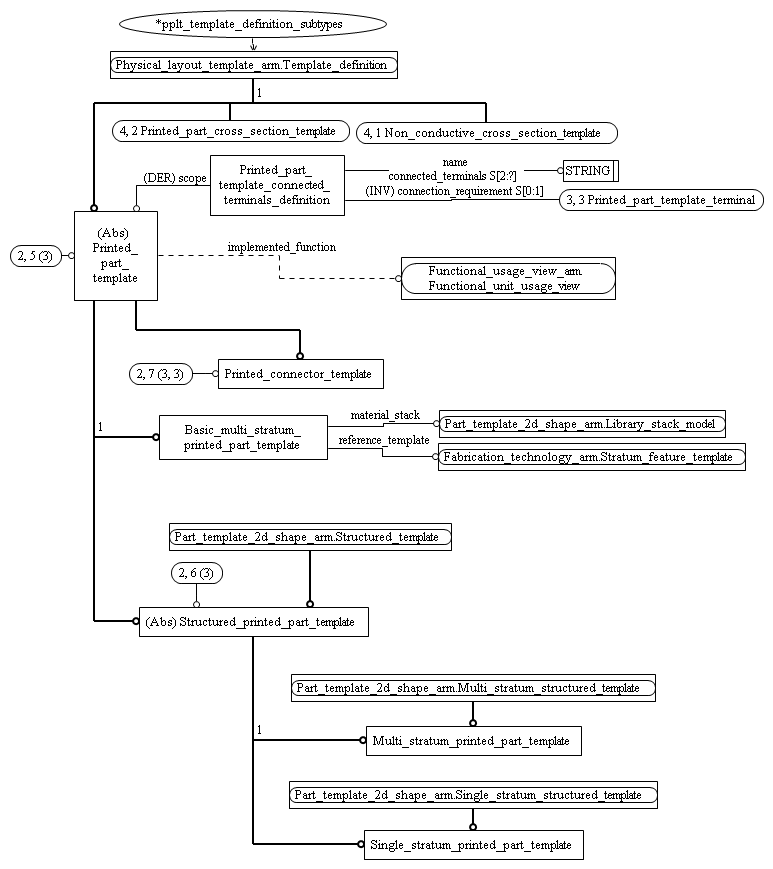 *pplt_template_definition_subtypes
Physical_layout_template_arm.Template_definition
1
4, 2 Printed_part_cross_section_template
4, 1 Non_conductive_cross_section_template
(DER) scope
Printed_part_
template_connected_
terminals_definition
name
connected_terminals S[2:?]
(INV) connection_requirement S[0:1]
STRING
3, 3 Printed_part_template_terminal
(Abs)
Printed_
part_
template
2, 5 (3)
implemented_function
Functional_usage_view_arm
Functional_unit_usage_view
2, 7 (3, 3)
Printed_connector_template
1
Basic_multi_stratum_
printed_part_template
material_stack
reference_template
Part_template_2d_shape_arm.Library_stack_model
Fabrication_technology_arm.Stratum_feature_template
Part_template_2d_shape_arm.Structured_template
2, 6 (3)
(Abs) Structured_printed_part_template
Part_template_2d_shape_arm.Multi_stratum_structured_template
1
Multi_stratum_printed_part_template
Part_template_2d_shape_arm.Single_stratum_structured_template
Single_stratum_printed_part_template